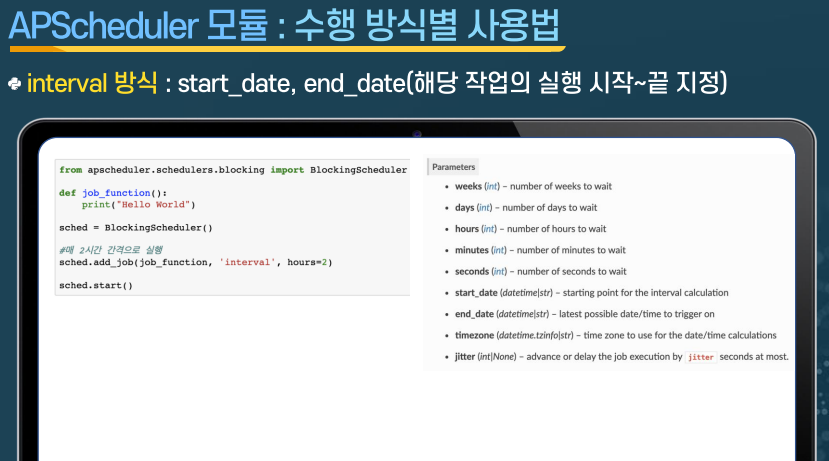 APScheduler 모듈 : 수행 방식별 사용법
interval 방식 : start_date, end_date(해당 작업의 실행 시작~끝 지정)
from apscheduler.schedulers.blocking import BlockingScheduler
def job_function():
    print("Hello World")
sched = BlockingScheduler()
#매 2시간 간격으로 실행
sched.add_job(job_function, 'interval', hours=2)
sched.start()
Parameters
• weeks (int) – number of weeks to wait
• days (int) – number of days to wait
• hours (int) – number of hours to wait
• minutes (int) – number of minutes to wait
• seconds (int) – number of seconds to wait
• start_date (datetime|str) – starting point for the interval calculation
• end_date (datetime|str) – latest possible date/time to trigger on
• timezone (datetime.tzinfo|str) – time zone to use for the date/time calculations
• jitter (int|None) – advance or delay the job execution by jitter seconds at most.